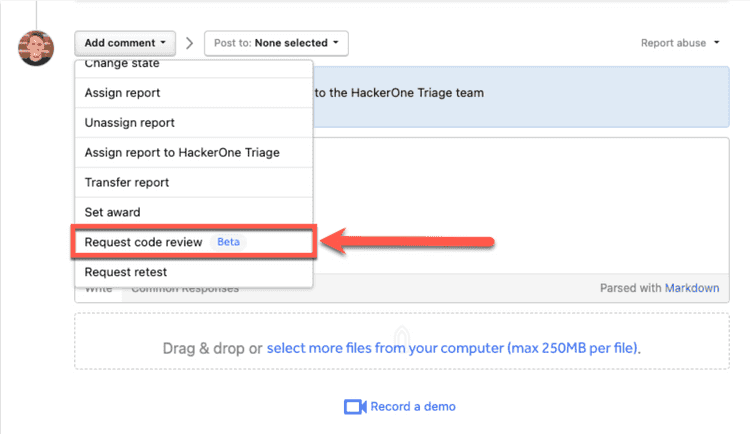 Add comment
Post to: None selected
Report abuse
Change state
Assign report
to the HackerOne Triage team
Unassign report
Assign report to HackerOne Triage
Transfer report
Set award
Request code review Beta
Request retest
Write Common Responses
Parsed with Markdown
Drag & drop or select more files from your computer (max 250MB per file).
Record a demo